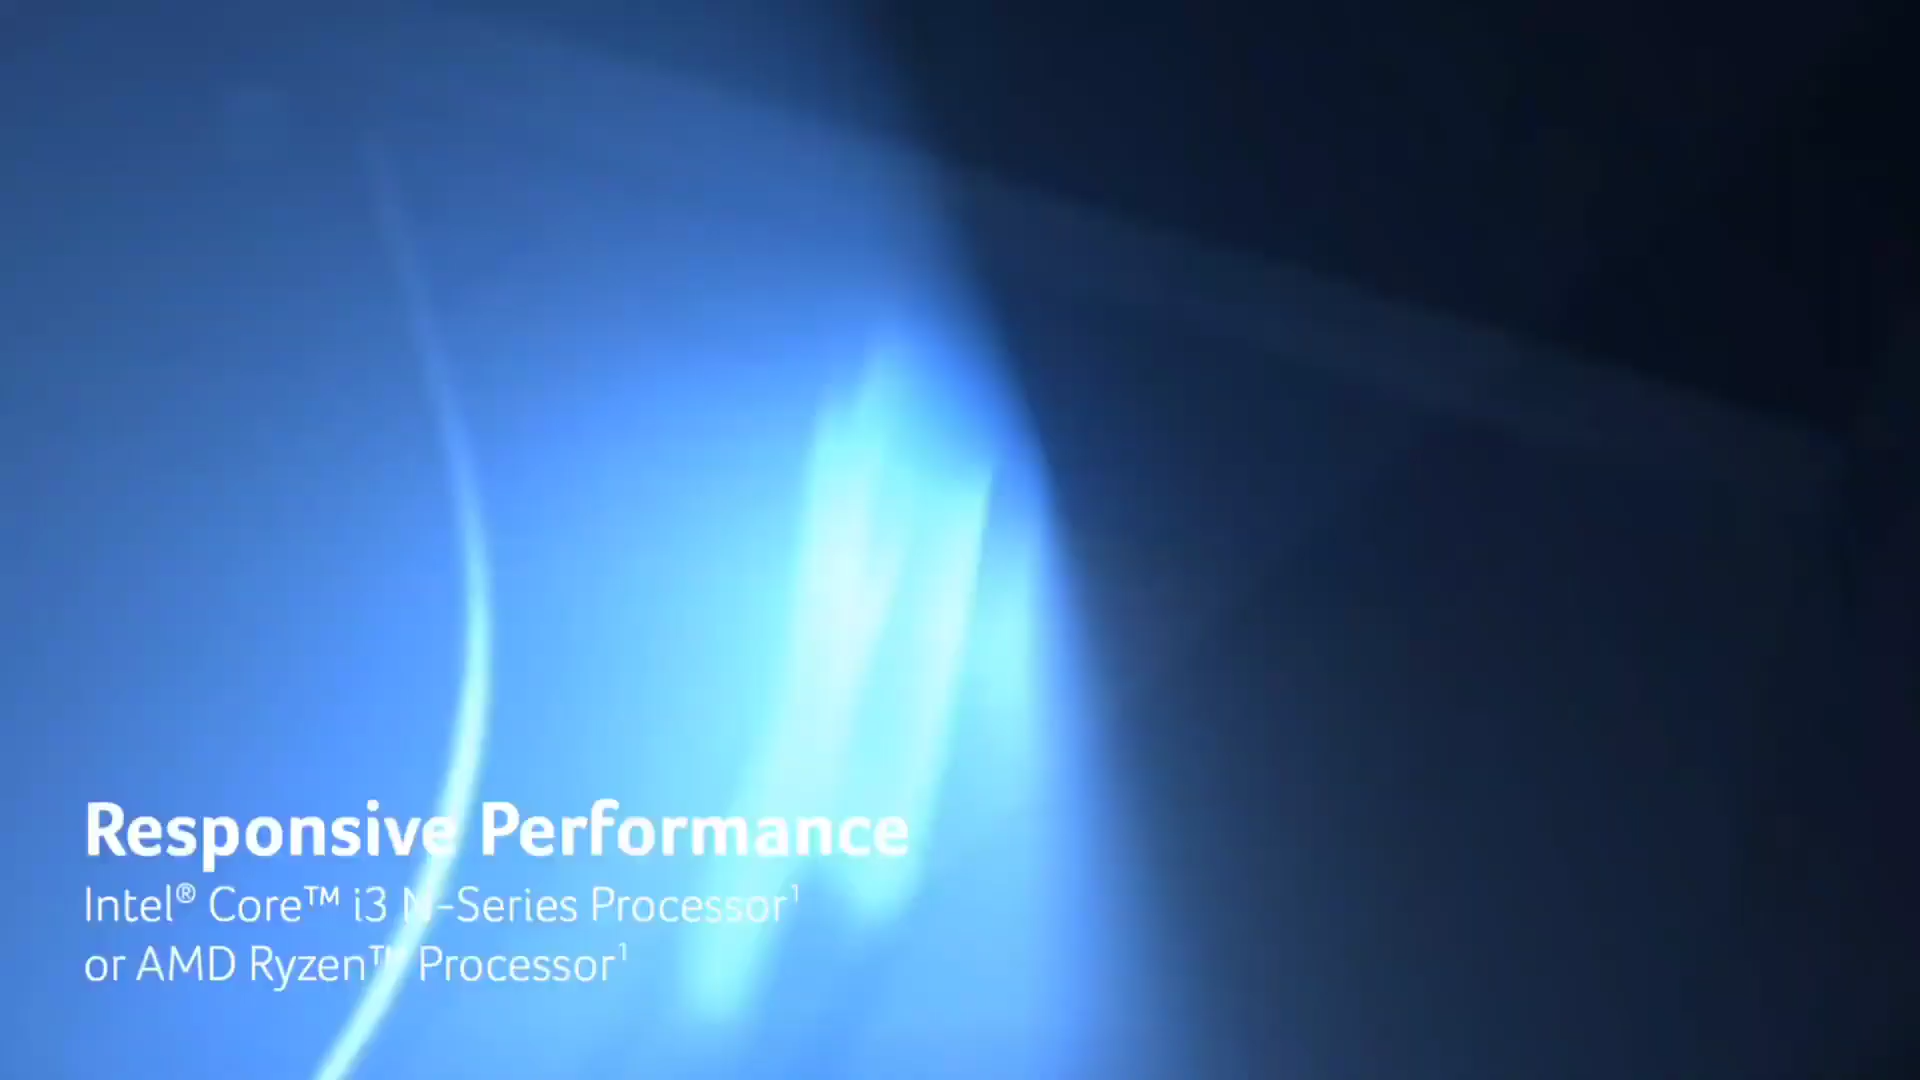 Responsive Performance
Intel® Core™ i3 N-Series Processor¹
or AMD Ryzen™ Processor¹